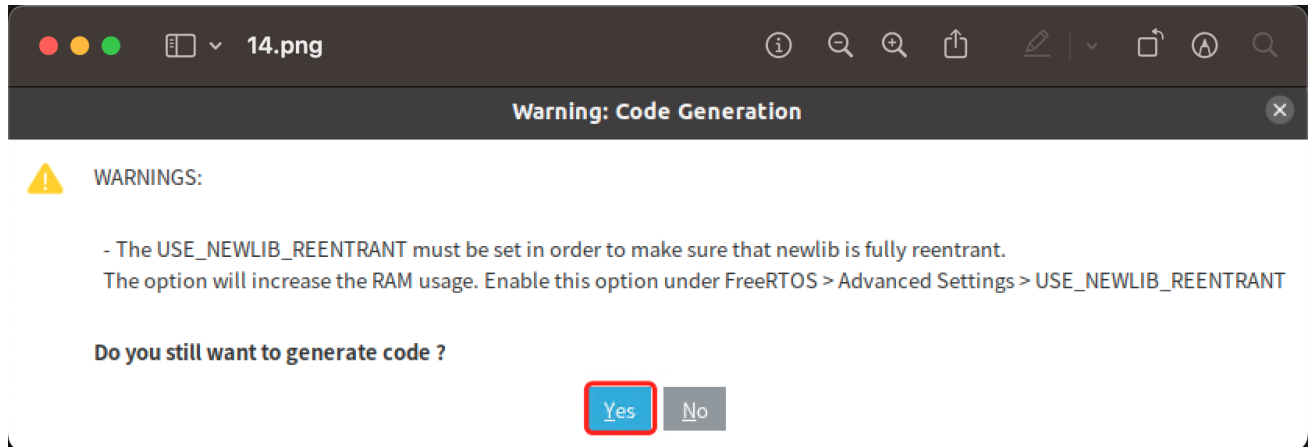 14.png
Warning: Code Generation
WARNINGS:
- The USE_NEWLIB_REENTRANT must be set in order to make sure that newlib is fully reentrant.
The option will increase the RAM usage. Enable this option under FreeRTOS > Advanced Settings > USE_NEWLIB_REENTRANT
Do you still want to generate code ?
Yes No